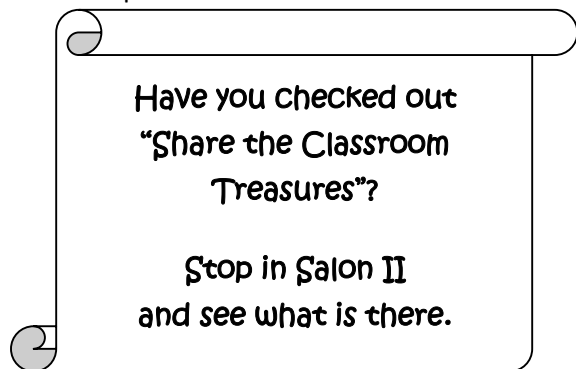 Have you checked out
“Share the Classroom
Treasures”?
Stop in Salon II
and see what is there.